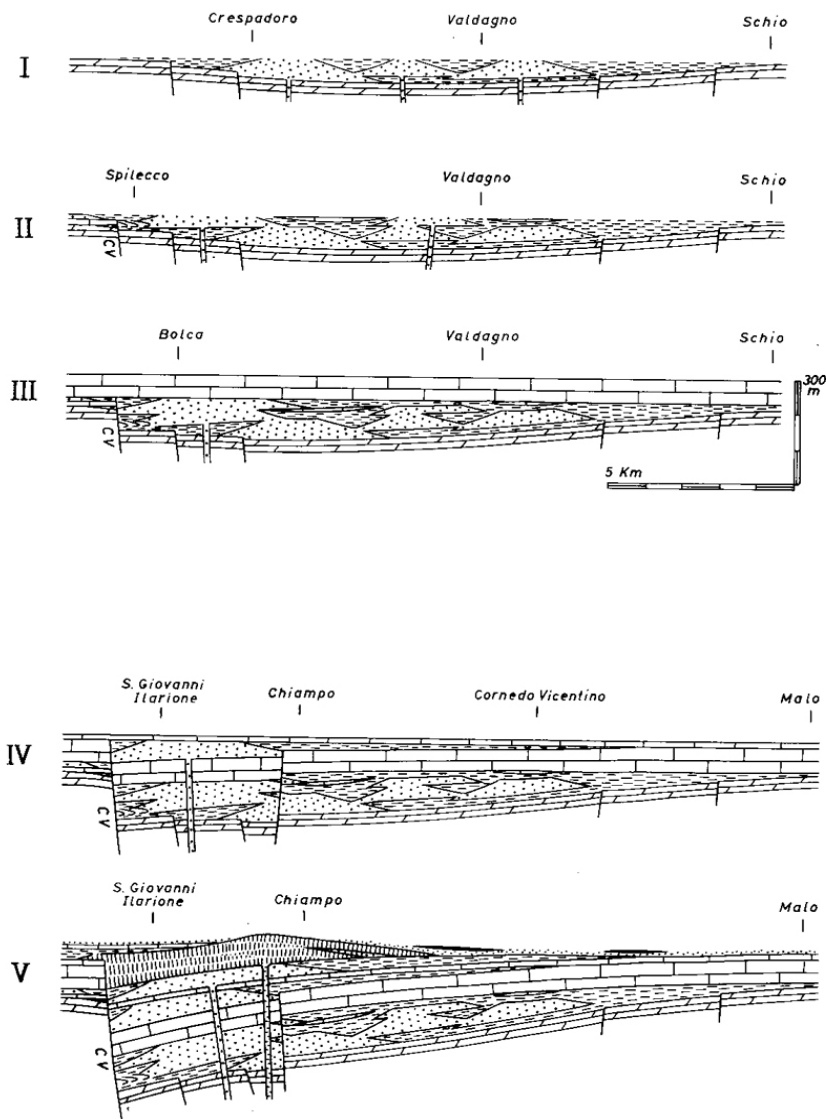 Crespadoro Valdagno Schio
I
Spilecco Valdagno Schio
II
CV
Bolca Valdagno Schio
III
300
m
CV
5 Km
S. Giovanni
Ilarione Chiampo Cornedo Vicentino Malo
IV
CV
S. Giovanni
Ilarione Chiampo Malo
V
CV